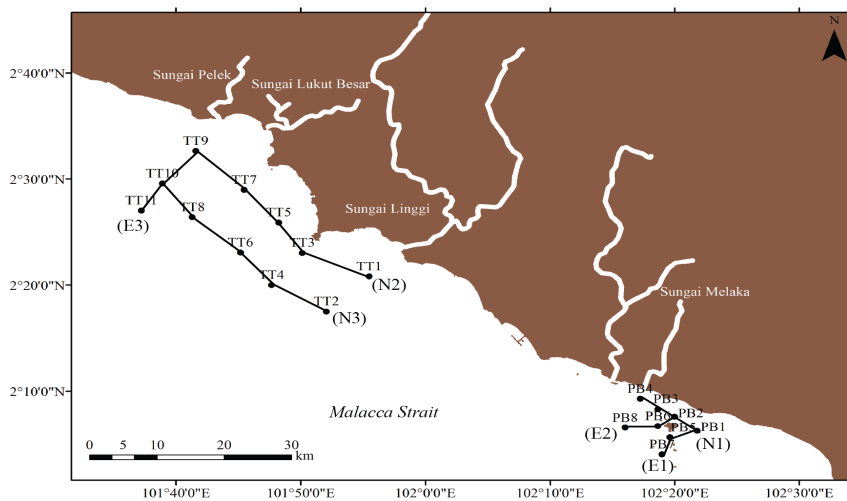 N
2°40'0"N
Sungai Pelek
Sungai Lukut Besar
TT9
2°30'0"N
TT10
TT7
TT11
TT8
Sungai Linggi
(E3)
TT5
TT6
TT3
TT1
(N2)
2°20'0"N
TT4
TT2
(N3)
Sungai Melaka
2°10'0"N
PB4
PB3
Malacca Strait
PB8
PB6
PB2
PB5
PB1
(E2)
PB7
(N1)
(E1)
0 5 10 20 30
km
101°40'0"E 101°50'0"E 102°0'0"E 102°10'0"E 102°20'0"E 102°30'0"E